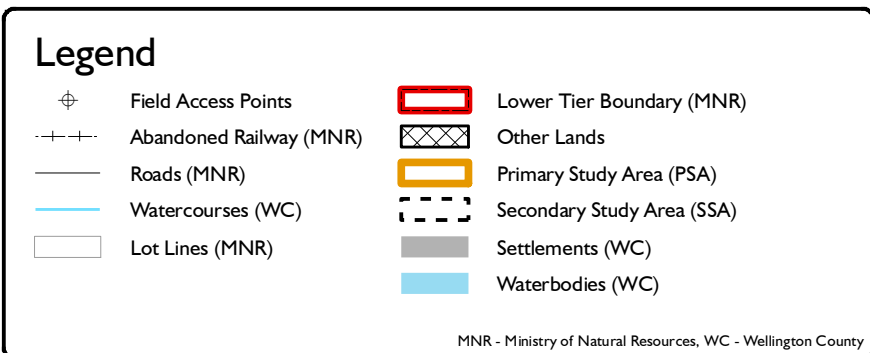 Legend
Field Access Points
Abandoned Railway (MNR)
Roads (MNR)
Watercourses (WC)
Lot Lines (MNR)
Lower Tier Boundary (MNR)
Other Lands
Primary Study Area (PSA)
Secondary Study Area (SSA)
Settlements (WC)
Waterbodies (WC)
MNR - Ministry of Natural Resources, WC - Wellington County